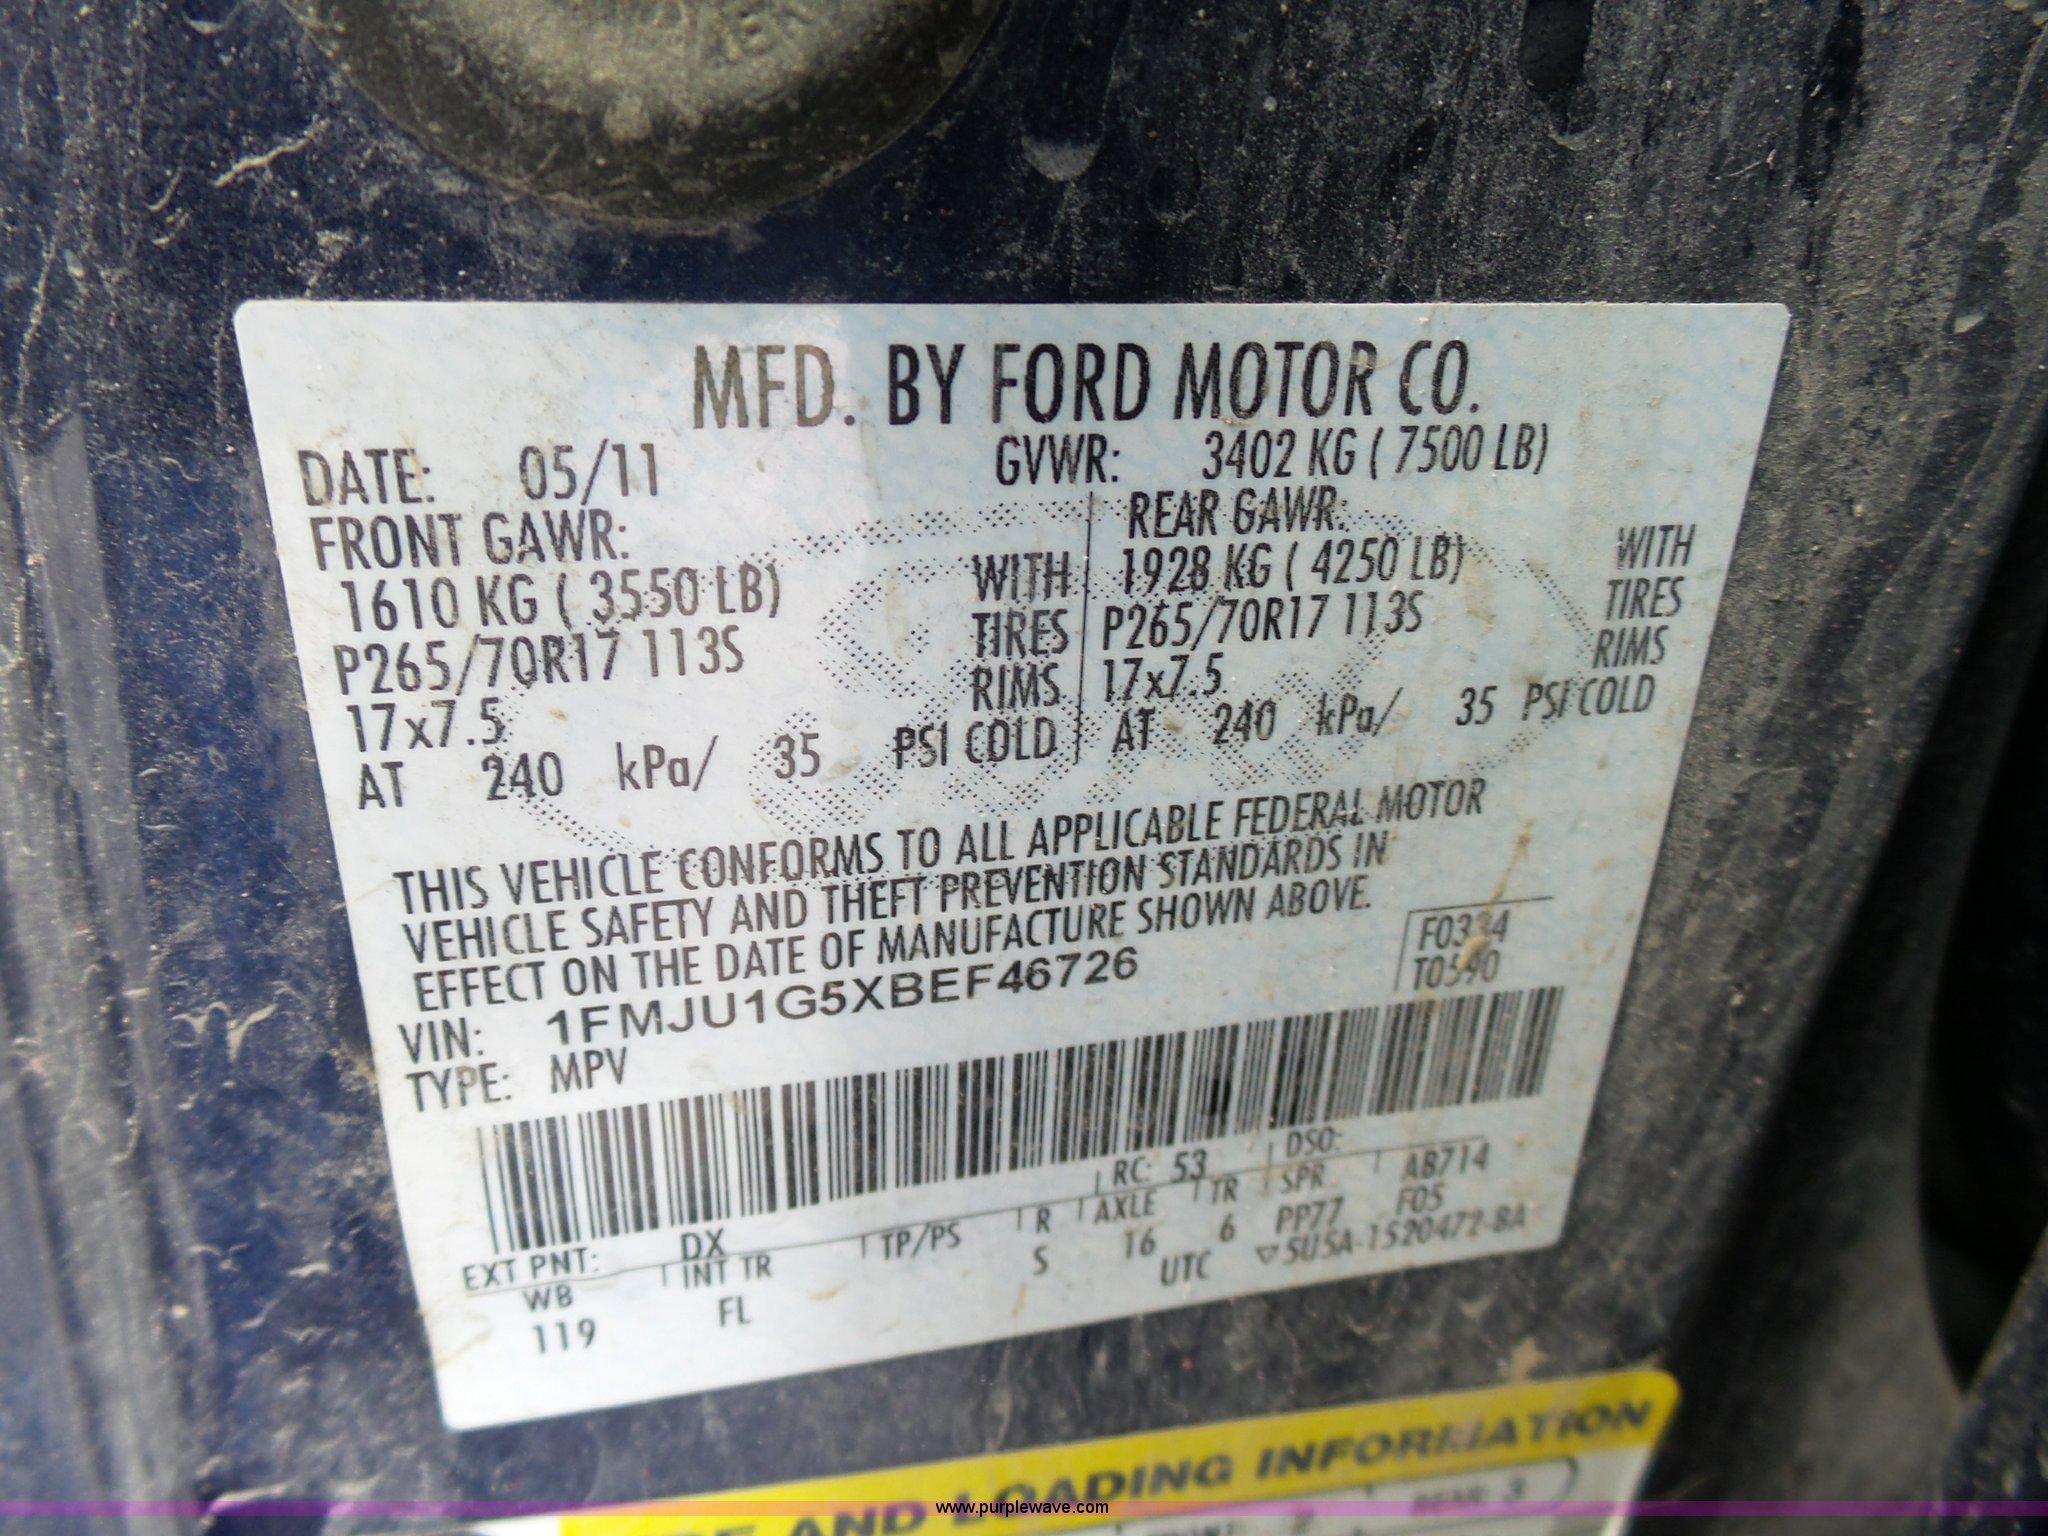 MFD. BY FORD MOTOR CO.
DATE: 05/11 GVWR: 3402 KG ( 7500 LB)
FRONT GAWR: REAR GAWR:
1610 KG ( 3550 LB) WITH 1928 KG ( 4250 LB) WITH
P265/70R17 113S TIRES P265/70R17 113S TIRES
17x7.5 RIMS 17x7.5 RIMS
AT 240 kPa/ 35 PSI COLD AT 240 kPa/ 35 PSI COLD
THIS VEHICLE CONFORMS TO ALL APPLICABLE FEDERAL MOTOR
VEHICLE SAFETY AND THEFT PREVENTION STANDARDS IN
EFFECT ON THE DATE OF MANUFACTURE SHOWN ABOVE.
F0334
T0590
VIN: 1FMJU1G5XBEF46726
TYPE: MPV
EXT PNT: DX RC: 53 DSO:
WB INT TR TP/PS R AXLE TR SPR AB714
119 FL S 16 6 PP77 F05
UTC 5U5A-1520472-BA
AND LOADING INFORMATION
www.purplewave.com